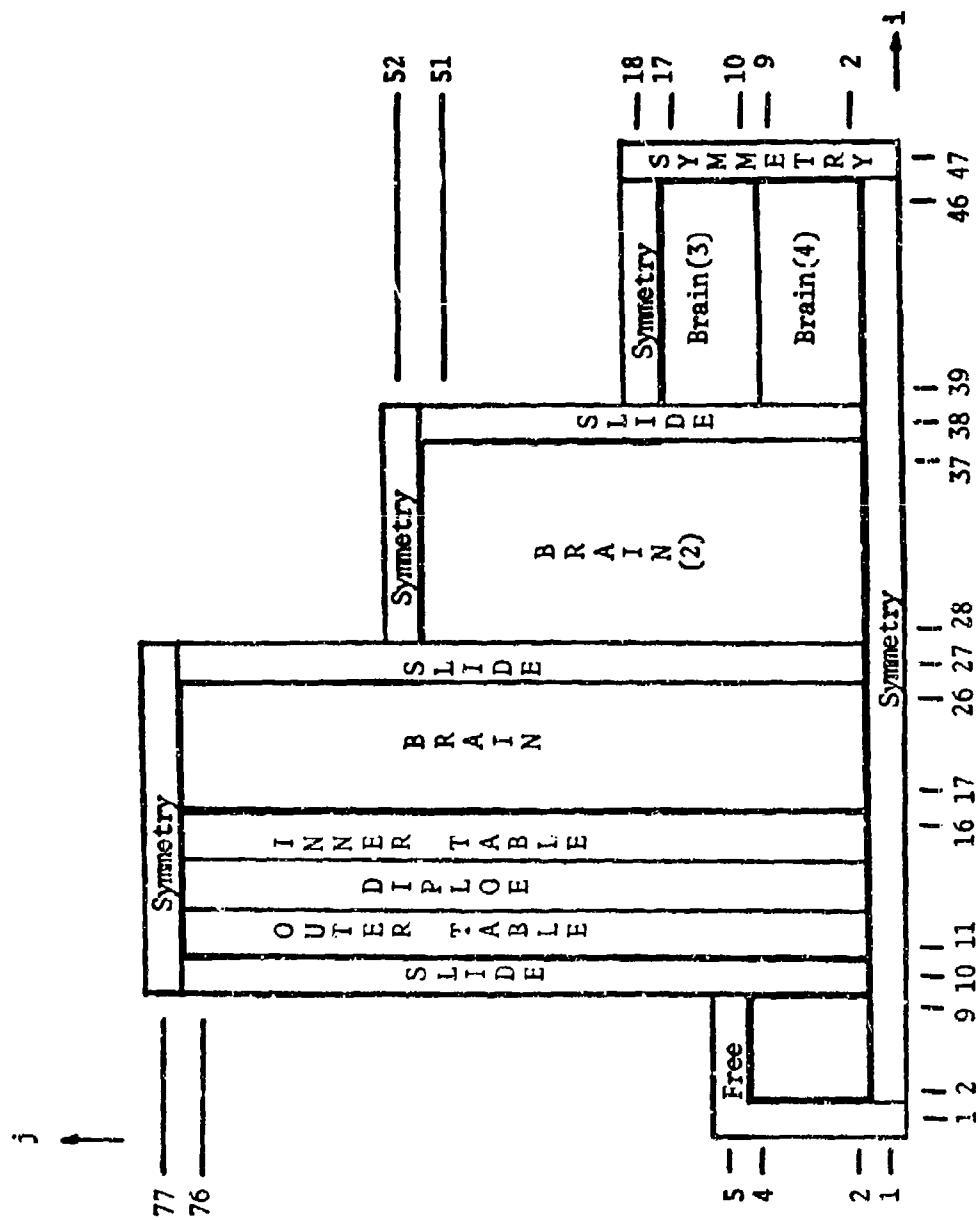 j
77
76
52
51
Symmetry
SLIDE
OUTER TABLE
DIPLOE
INNER TABLE
BRAIN
SLIDE
Symmetry
BRAIN
(2)
SLIDE
18
17
10
9
2
Symmetry
Brain(3)
Brain(4)
SYMMETRY
5
4
2
1
Free
Symmetry
i
1 2 9 10 11 16 17 26 27 28 37 38 39 46 47